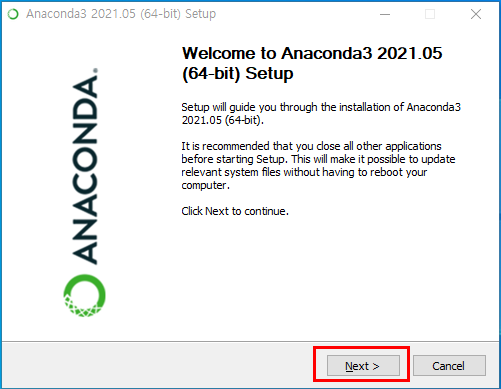 Anaconda3 2021.05 (64-bit) Setup
Welcome to Anaconda3 2021.05
(64-bit) Setup
Setup will guide you through the installation of Anaconda3
2021.05 (64-bit).
It is recommended that you close all other applications
before starting Setup. This will make it possible to update
relevant system files without having to reboot your
computer.
Click Next to continue.
ANACONDA.
Next >
Cancel